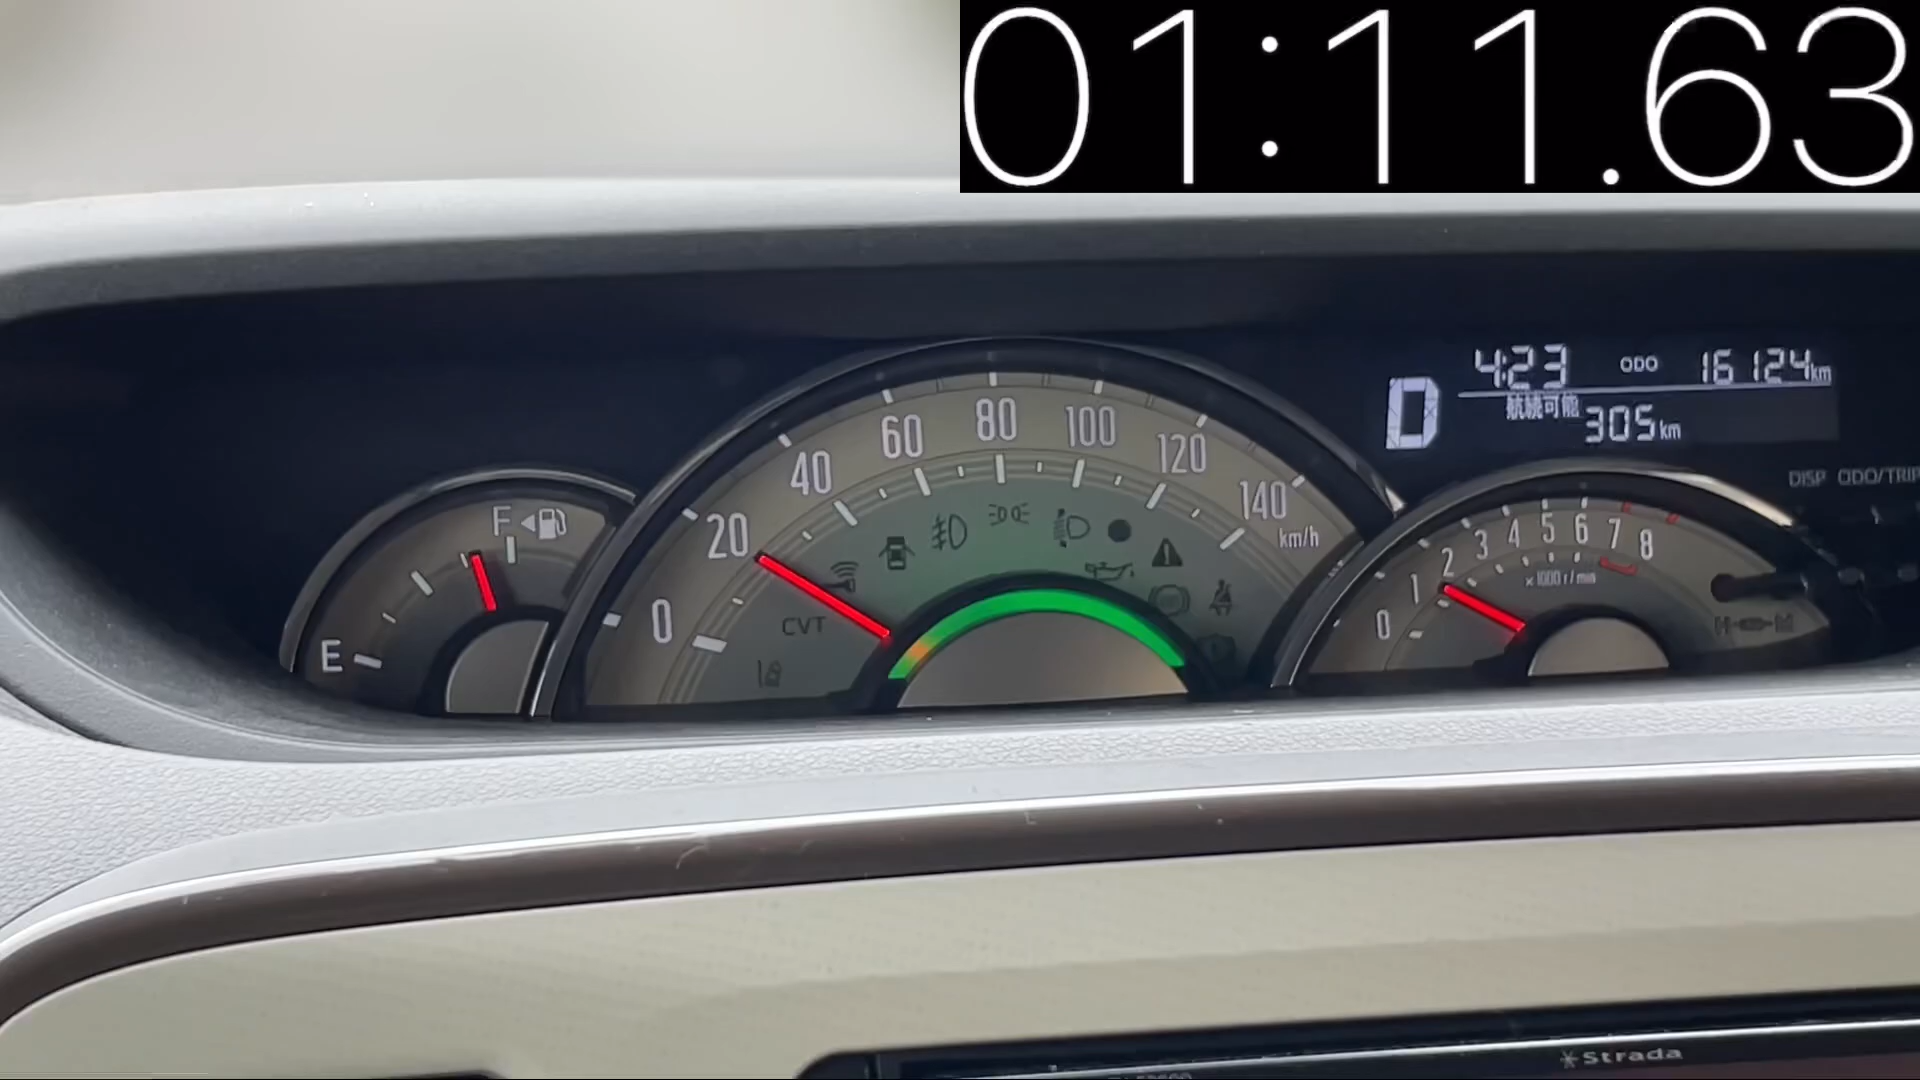 01:11.63
4:23 ODO 16124km
D
航続可能 305km
DISP ODO/TRIP
F
E
0 20 40 60 80 100 120 140
km/h
CVT
0 1 2 3 4 5 6 7 8
×1000r/min
Strada